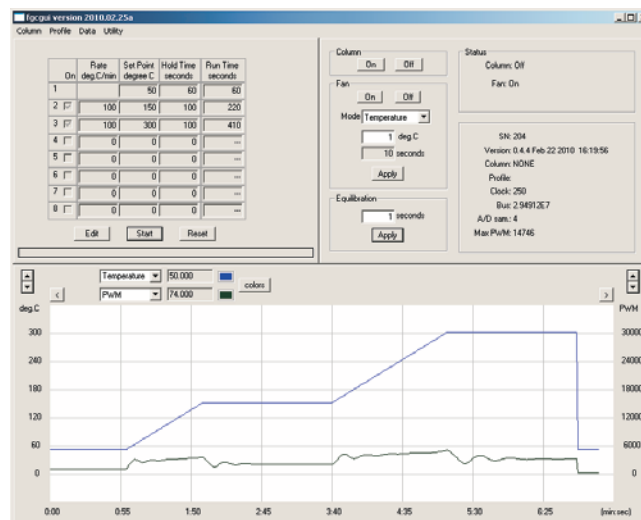 fgcgui version 2010.02.25a
Column Profile Data Utility
On Rate deg.C/min Set Point degree C Hold Time seconds Run Time seconds
1 50 60 60
2 100 150 100 220
3 100 300 100 410
4 0 0 0 ---
5 0 0 0 ---
6 0 0 0 ---
7 0 0 0 ---
8 0 0 0 ---
Edit Start Reset
Column
On Off
Fan
On Off
Mode Temperature
1 deg.C
10 seconds
Apply
Equilibration
1 seconds
Apply
Status
Column: Off
Fan: On
SN: 204
Version: 0.4.4 Feb 22 2010 16:19:56
Column: NONE
Profile:
Clock: 250
Bus: 2.94912E7
A/D sam.: 4
Max PWM: 14746
Temperature 50.000
PWM 74.000
colors
< >
deg.C PWM
300 30000
240 24000
180 18000
120 12000
60 6000
0 0
0:00 0:55 1:50 2:45 3:40 4:35 5:30 6:25 (min:sec)